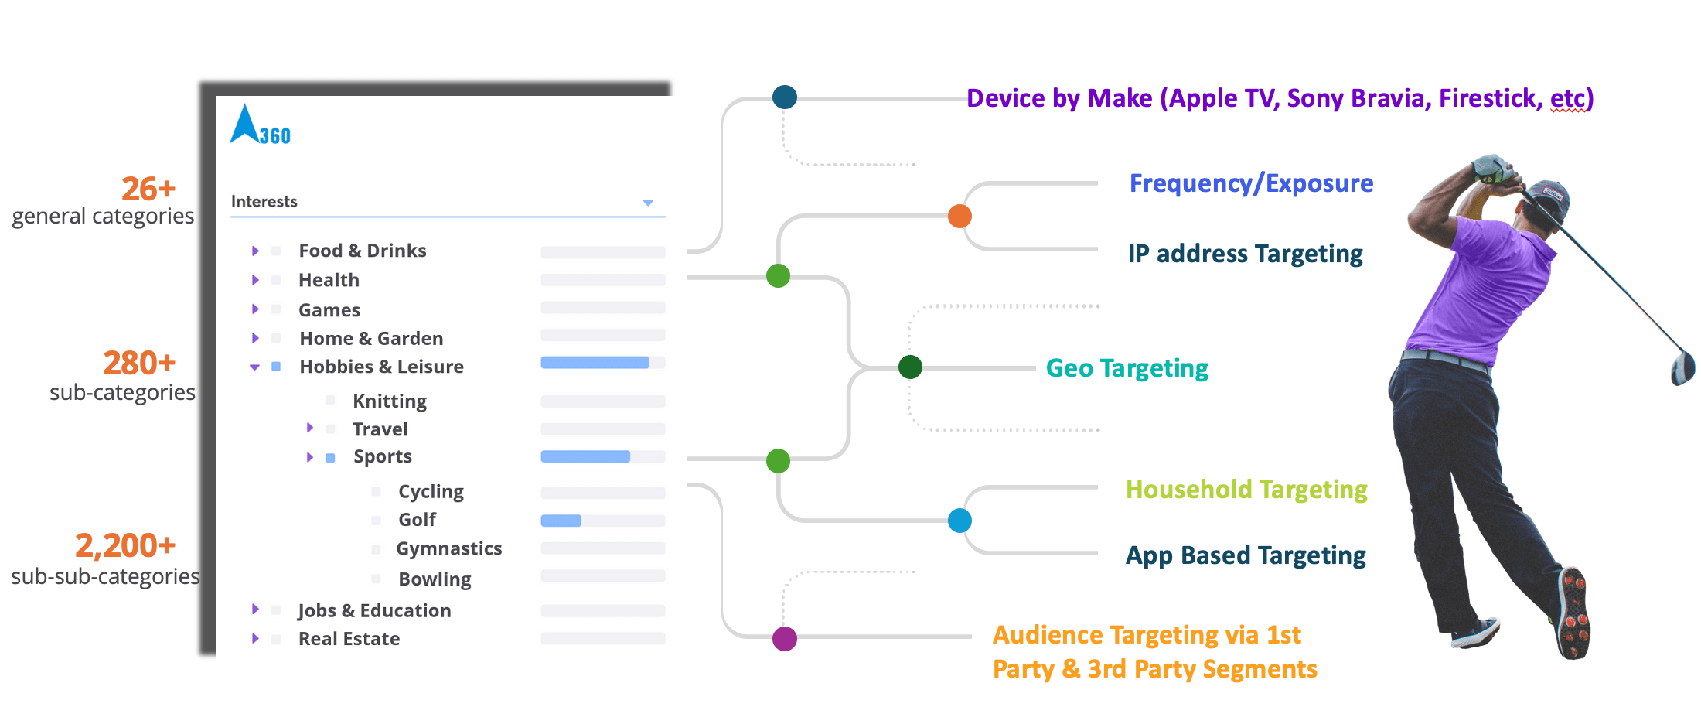 360
Interests
26+
general categories
280+
sub-categories
2,200+
sub-sub-categories
Food & Drinks
Health
Games
Home & Garden
Hobbies & Leisure
Knitting
Travel
Sports
Cycling
Golf
Gymnastics
Bowling
Jobs & Education
Real Estate
Device by Make (Apple TV, Sony Bravia, Firestick, etc)
Frequency/Exposure
IP address Targeting
Geo Targeting
Household Targeting
App Based Targeting
Audience Targeting via 1st
Party & 3rd Party Segments